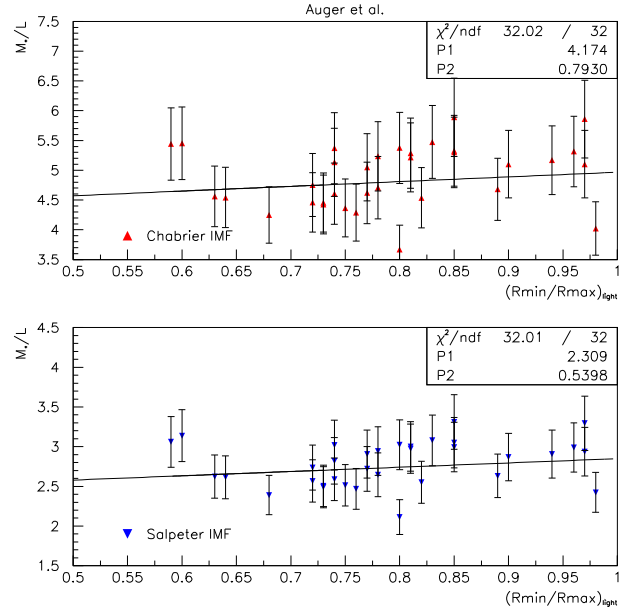 Auger et al.
M*/L
7.5
7
6.5
6
5.5
5
4.5
4
3.5
χ²/ndf 32.02 / 32
P1 4.174
P2 0.7930
Chabrier IMF
0.5 0.55 0.6 0.65 0.7 0.75 0.8 0.85 0.9 0.95 1
(Rmin/Rmax)light
M*/L
4.5
4
3.5
3
2.5
2
1.5
χ²/ndf 32.01 / 32
P1 2.309
P2 0.5398
Salpeter IMF
0.5 0.55 0.6 0.65 0.7 0.75 0.8 0.85 0.9 0.95 1
(Rmin/Rmax)light